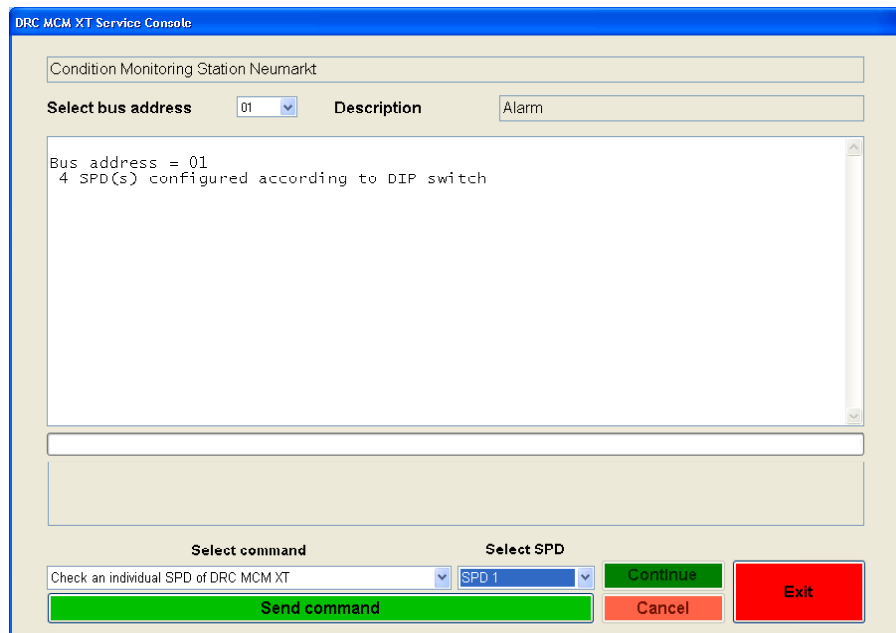 DRC MCM XT Service Console
Condition Monitoring Station Neumarkt
Select bus address 01 Description Alarm
Bus address = 01
4 SPD(s) configured according to DIP switch
Select command Select SPD
Check an individual SPD of DRC MCM XT SPD 1 Continue Exit
Send command Cancel